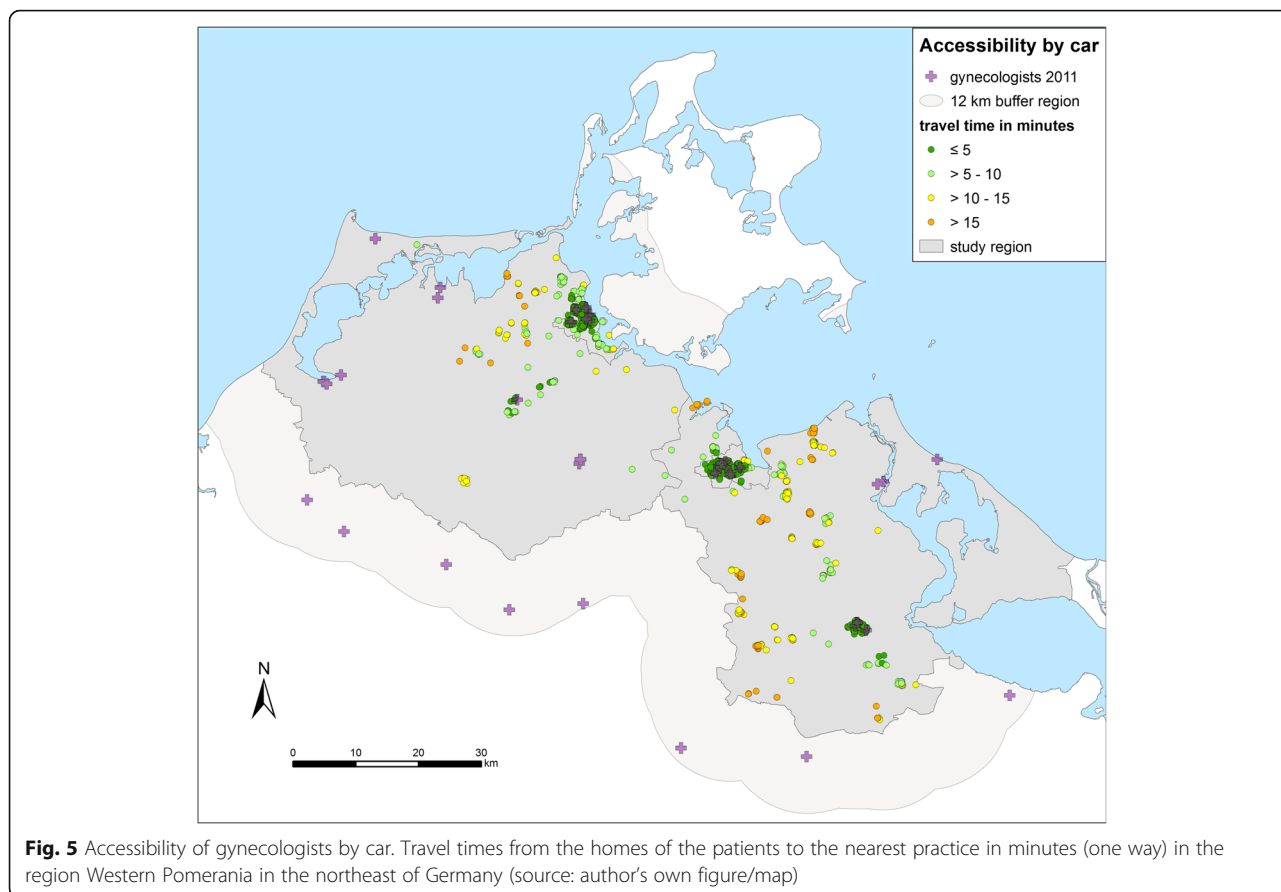 Accessibility by car
gynecologists 2011
12 km buffer region
travel time in minutes
≤ 5
> 5 - 10
> 10 - 15
> 15
study region
N
0 10 20 30
km
Fig. 5 Accessibility of gynecologists by car. Travel times from the homes of the patients to the nearest practice in minutes (one way) in the
region Western Pomerania in the northeast of Germany (source: author's own figure/map)